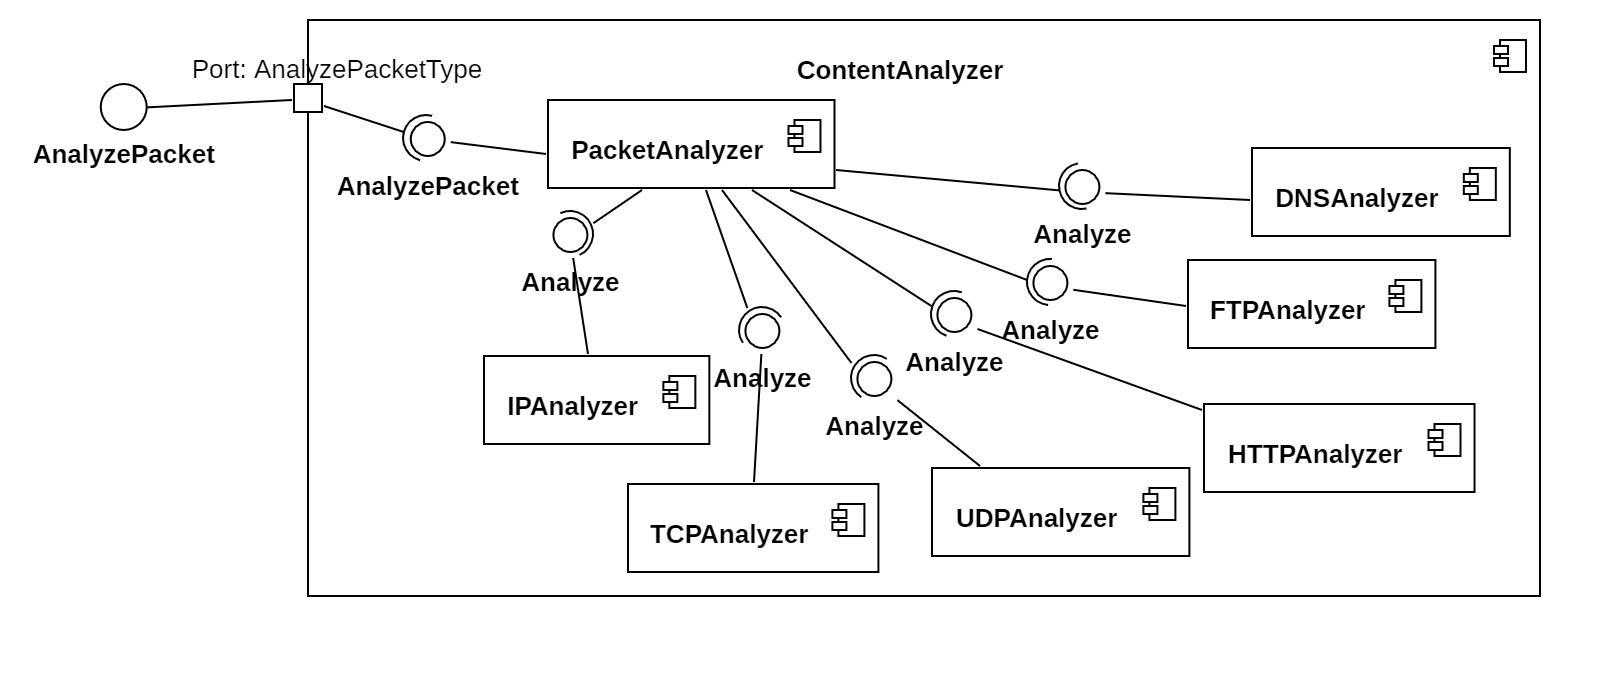 Port: AnalyzePacketType
ContentAnalyzer
AnalyzePacket
PacketAnalyzer
AnalyzePacket
DNSAnalyzer
Analyze
Analyze
FTPAnalyzer
Analyze
Analyze
Analyze
IPAnalyzer
Analyze
HTTPAnalyzer
TCPAnalyzer
UDPAnalyzer